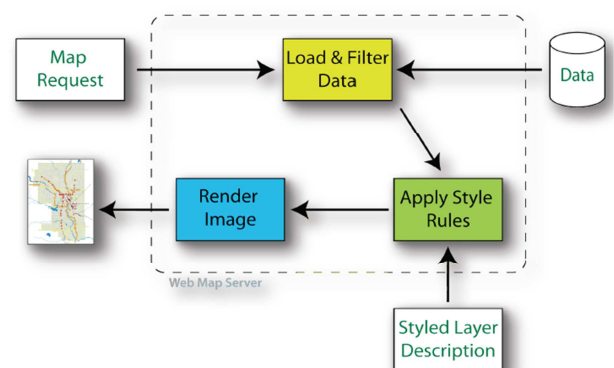 Map
Request
Load & Filter
Data
Data
Render
Image
Apply Style
Rules
Web Map Server
Styled Layer
Description